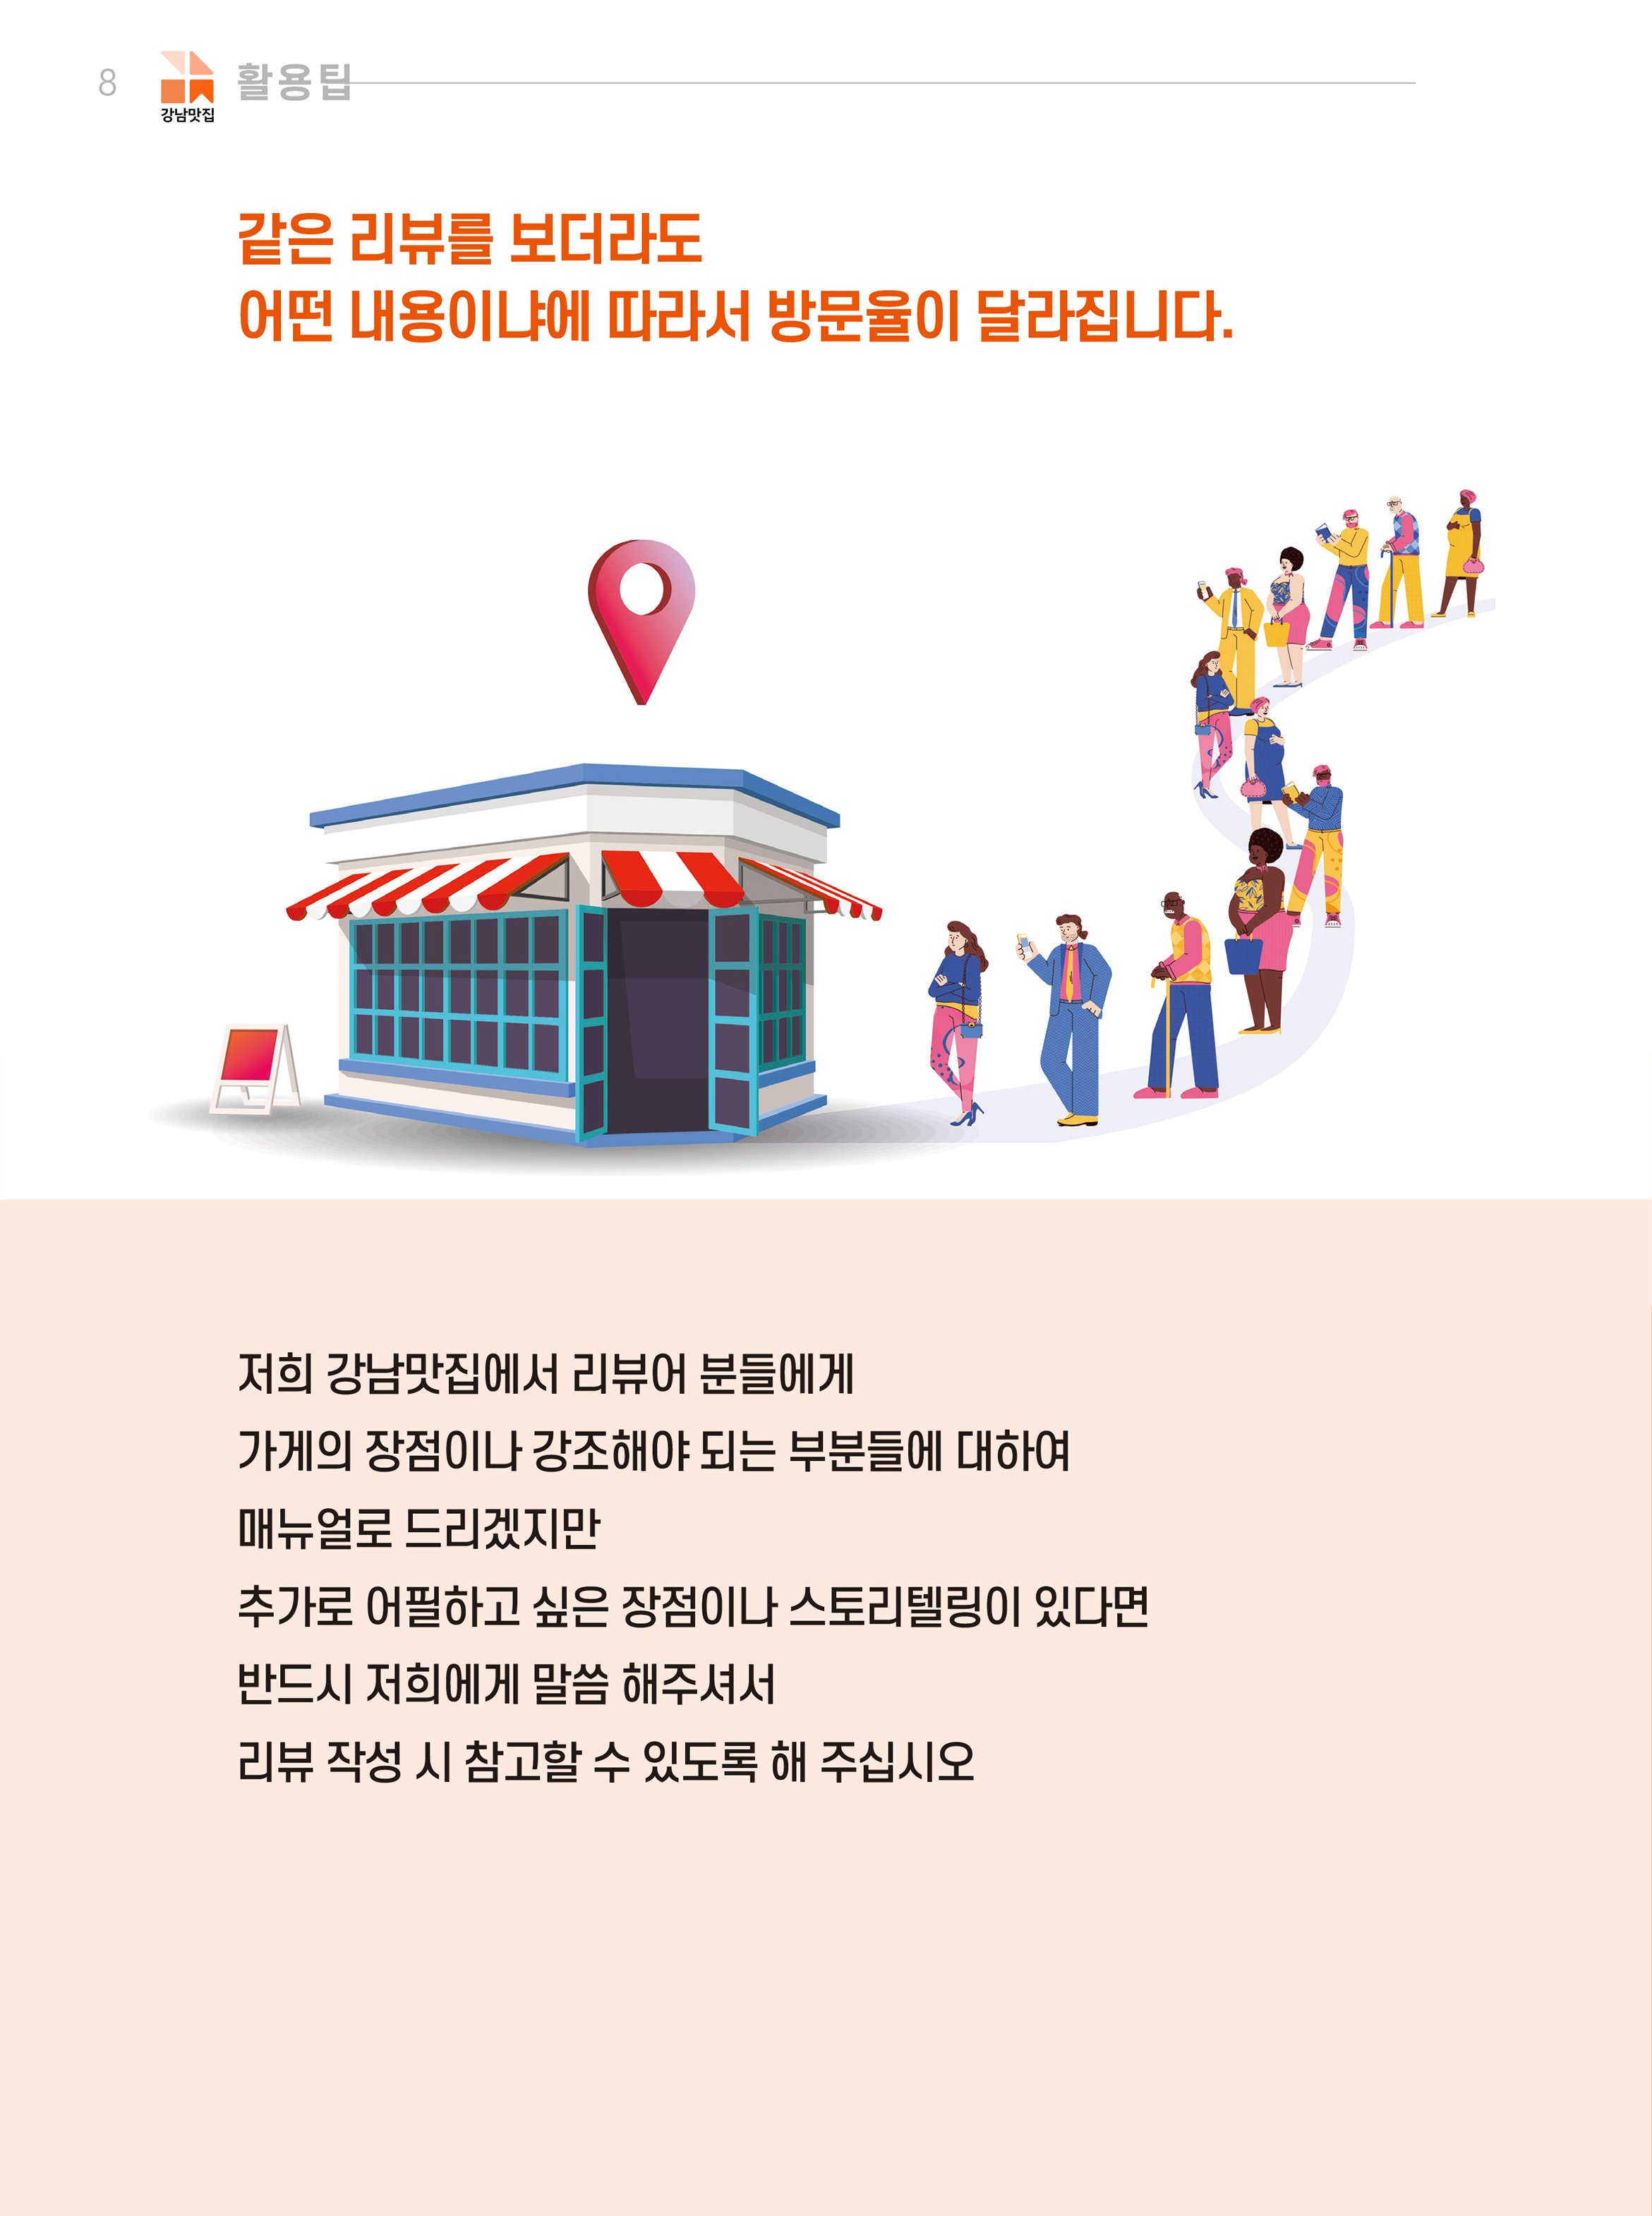 8
강남맛집
활용팁
같은 리뷰를 보더라도
어떤 내용이냐에 따라서 방문율이 달라집니다.
저희 강남맛집에서 리뷰어 분들에게
가게의 장점이나 강조해야 되는 부분들에 대하여
매뉴얼로 드리겠지만
추가로 어필하고 싶은 장점이나 스토리텔링이 있다면
반드시 저희에게 말씀 해주셔서
리뷰 작성 시 참고할 수 있도록 해 주십시오